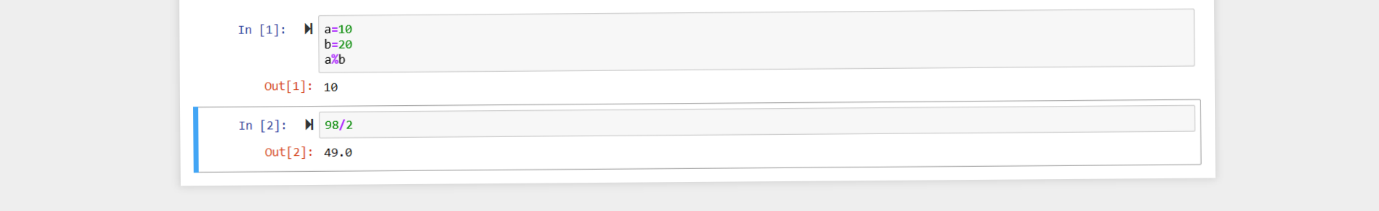 In [1]: a=10
b=20
a%b
Out[1]: 10
In [2]: 98/2
Out[2]: 49.0